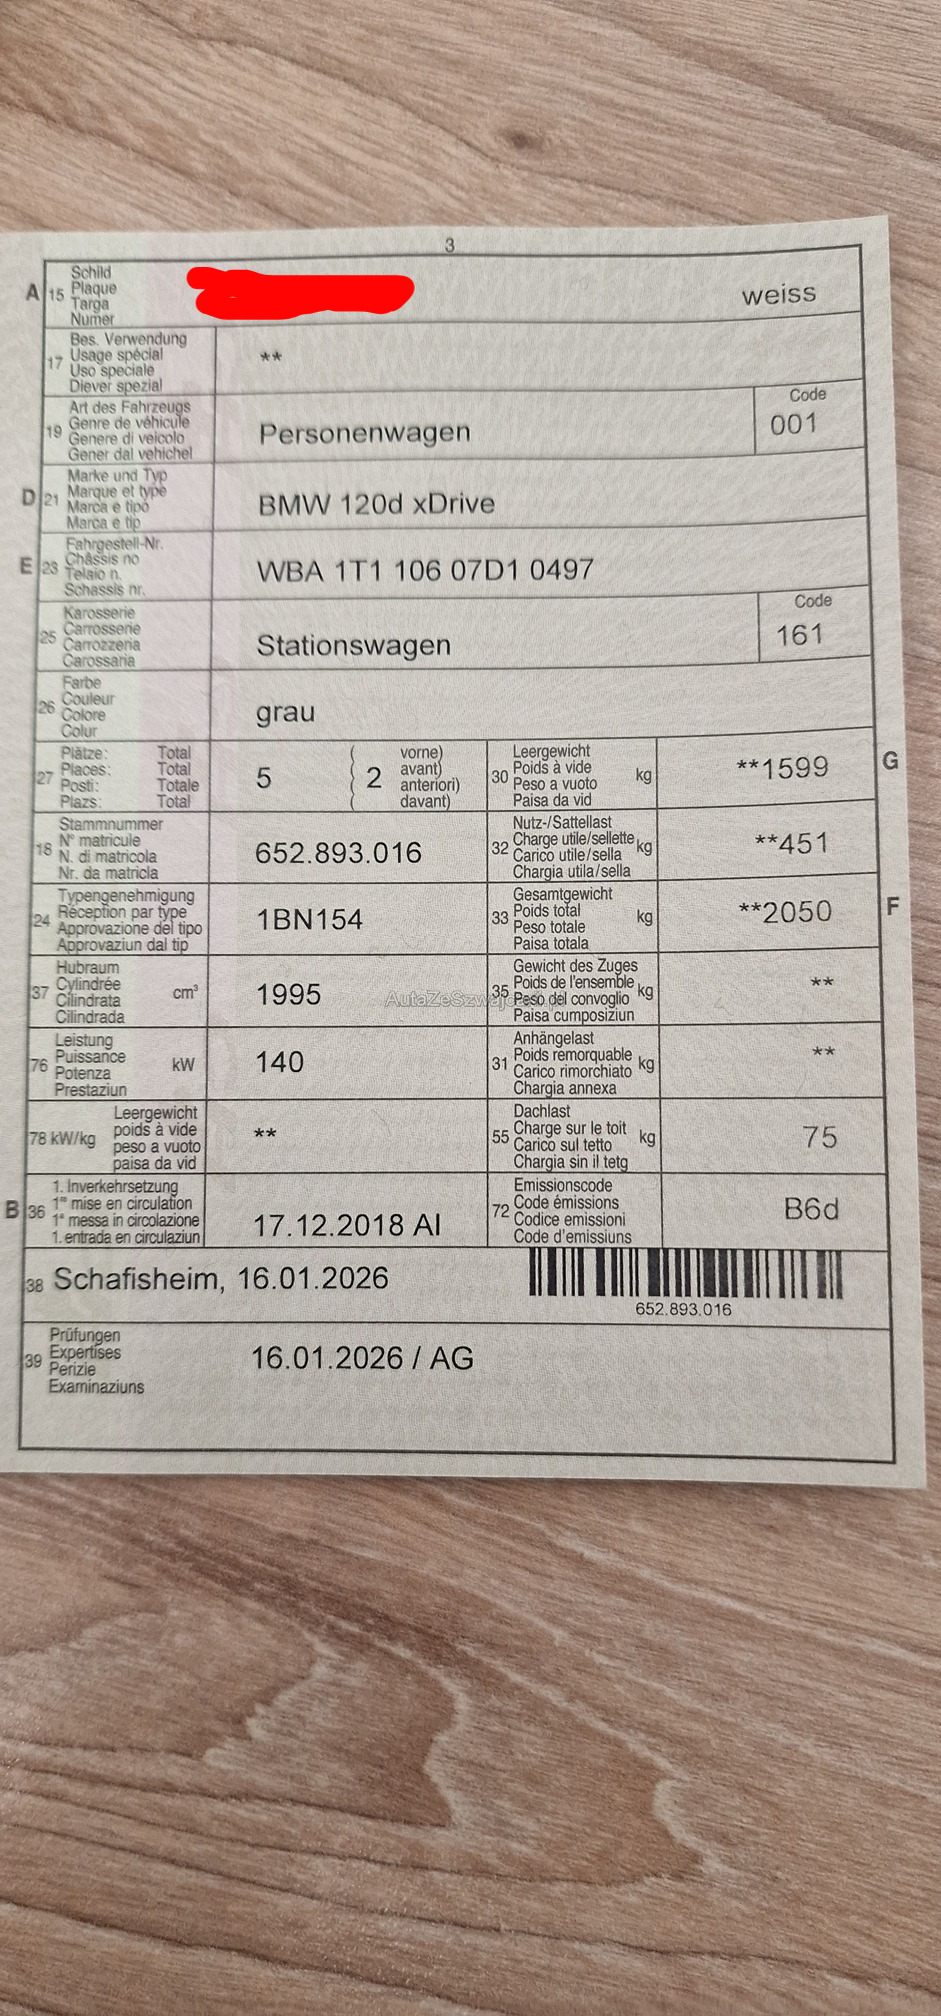 3
A 15 Schild
Plaque
Targa
Numer
weiss
17 Bes. Verwendung
Usage spécial
Uso speciale
Diever spezial
**
19 Art des Fahrzeugs
Genre de véhicule
Genere di veicolo
Gener dal vehichel
Personenwagen
Code
001
D 21 Marke und Typ
Marque et type
Marca e tipo
Marca e tip
BMW 120d xDrive
E 23 Fahrgestell-Nr.
Châssis no
Telaio n.
Schassis nr.
WBA 1T1 106 07D1 0497
25 Karosserie
Carrosserie
Carrozzeria
Carossaria
Stationswagen
Code
161
26 Farbe
Couleur
Colore
Colur
grau
27 Plätze: Total
Places: Total
Posti: Totale
Plazs: Total
5
( vorne)
( 2 avant)
( anteriori)
( davant)
30 Leergewicht
Poids à vide
Peso a vuoto
Paisa da vid
kg
**1599
G
18 Stammnummer
N° matricule
N. di matricola
Nr. da matricla
652.893.016
32 Nutz-/Sattellast
Charge utile/sellette
Carico utile/sella
Chargia utila/sella
kg
**451
24 Typengenehmigung
Réception par type
Approvazione del tipo
Approvaziun dal tip
1BN154
33 Gesamtgewicht
Poids total
Peso totale
Paisa totala
kg
**2050
F
37 Hubraum
Cylindrée
Cilindrata
Cilindrada
cm³
1995
35 Gewicht des Zuges
Poids de l'ensemble
Peso del convoglio
Paisa cumposiziun
kg
**
76 Leistung
Puissance
Potenza
Prestaziun
kW
140
31 Anhängelast
Poids remorquable
Carico rimorchiato
Chargia annexa
kg
**
78 kW/kg
Leergewicht
poids à vide
peso a vuoto
paisa da vid
**
55 Dachlast
Charge sur le toit
Carico sul tetto
Chargia sin il tetg
kg
75
B 36 1. Inverkehrsetzung
1re mise en circulation
1a messa in circolazione
1. entrada en circulaziun
17.12.2018 AI
72 Emissionscode
Code émissions
Codice emissioni
Code d'emissiuns
B6d
38 Schafisheim, 16.01.2026
652.893.016
39 Prüfungen
Expertises
Perizie
Examinaziuns
16.01.2026 / AG